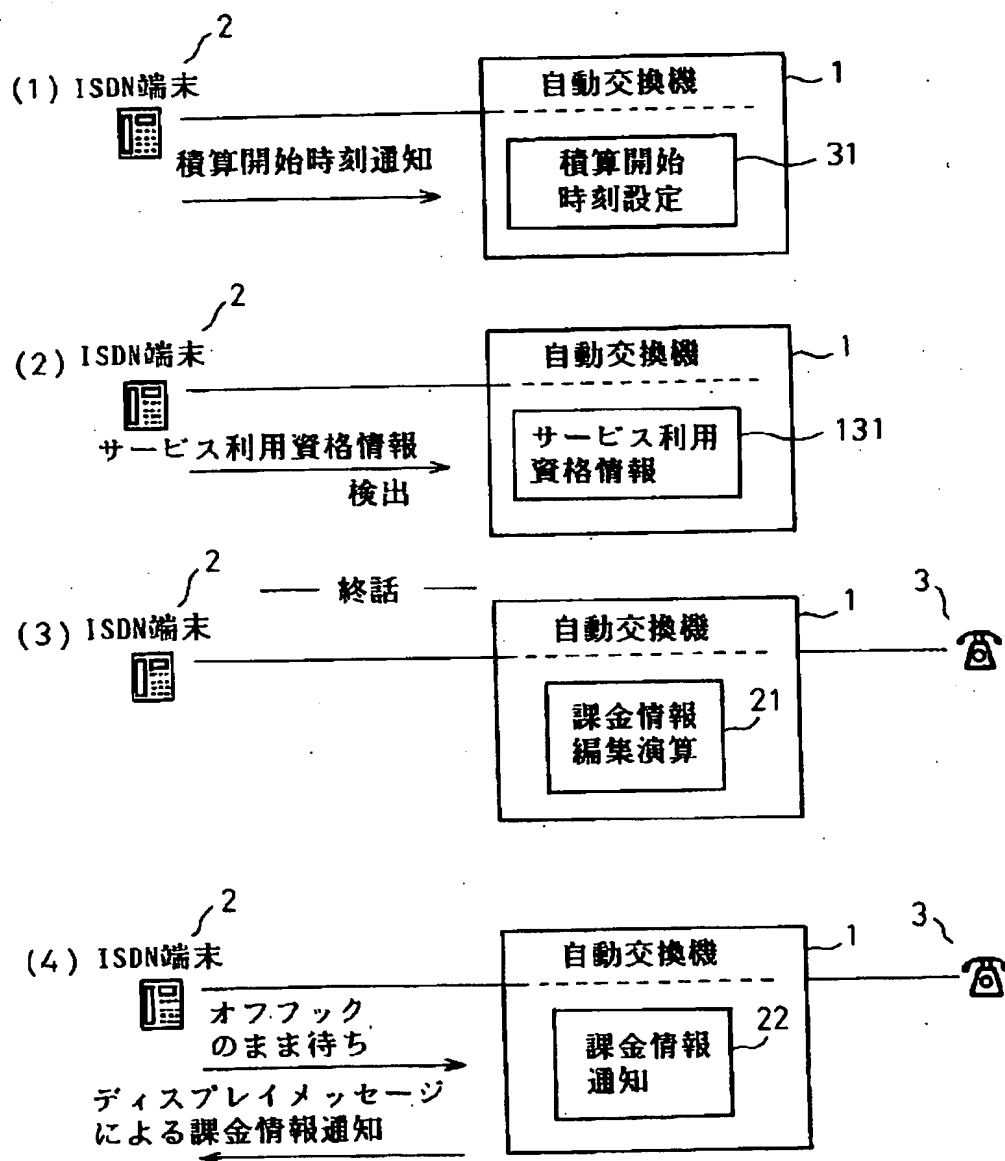 2
(1) ISDN端末
自動交換機
1
積算開始時刻通知
積算開始
時刻設定
31
2
(2) ISDN端末
自動交換機
1
サービス利用資格情報
検出
サービス利用
資格情報
131
2
終話
(3) ISDN端末
自動交換機
1
3
課金情報
編集演算
21
2
(4) ISDN端末
自動交換機
1
3
オフフック
のまま待ち
課金情報
通知
22
ディスプレイメッセージ
による課金情報通知